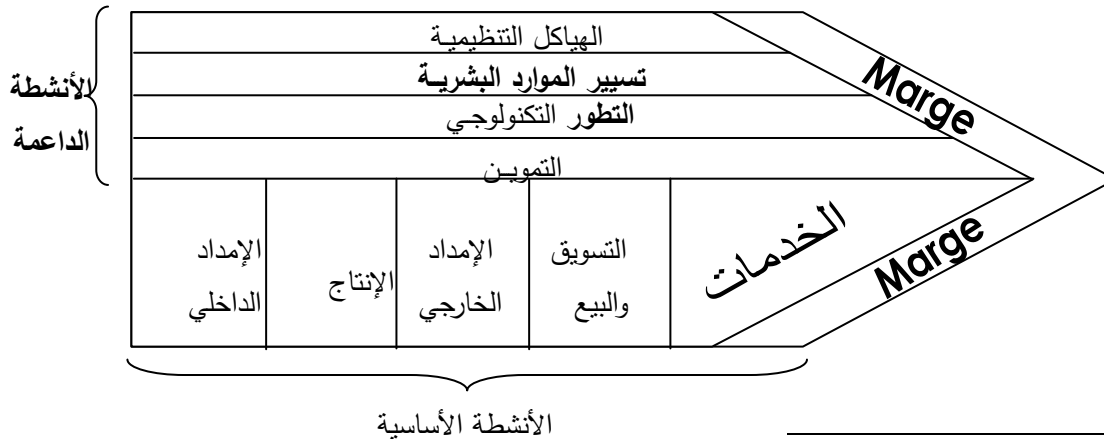 الهياكل التنظيمية
تسيير الموارد البشرية
التطور التكنولوجي
التموين
الأنشطة
الداعمة
Marge
Marge
الإمداد
الداخلي
الإنتاج
الإمداد
الخارجي
التسويق
والبيع
الخدمات
الأنشطة الأساسية